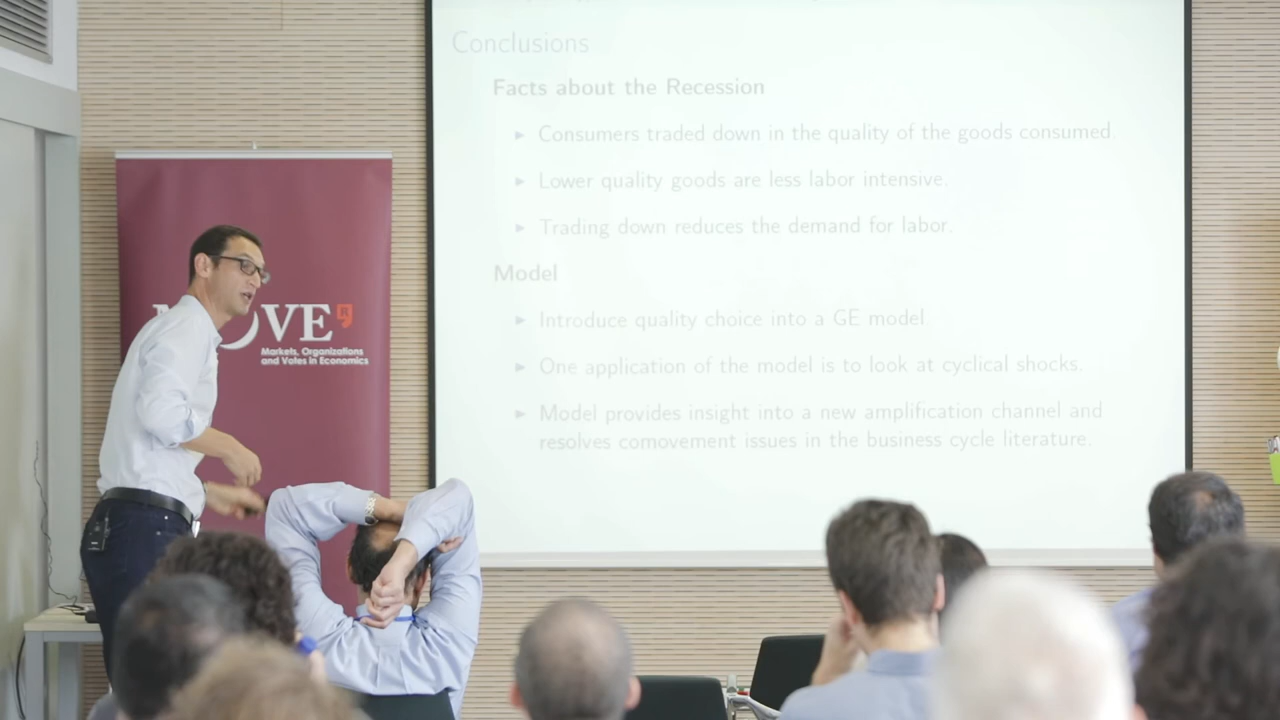 Conclusions
Facts about the Recession
Consumers traded down in the quality of the goods consumed.
Lower quality goods are less labor intensive.
Trading down reduces the demand for labor.
Model
Introduce quality choice into a GE model.
One application of the model is to look at cyclical shocks.
Model provides insight into a new amplification channel and
resolves comovement issues in the business cycle literature.
VE
R
Markets, Organizations
and Votes in Economics